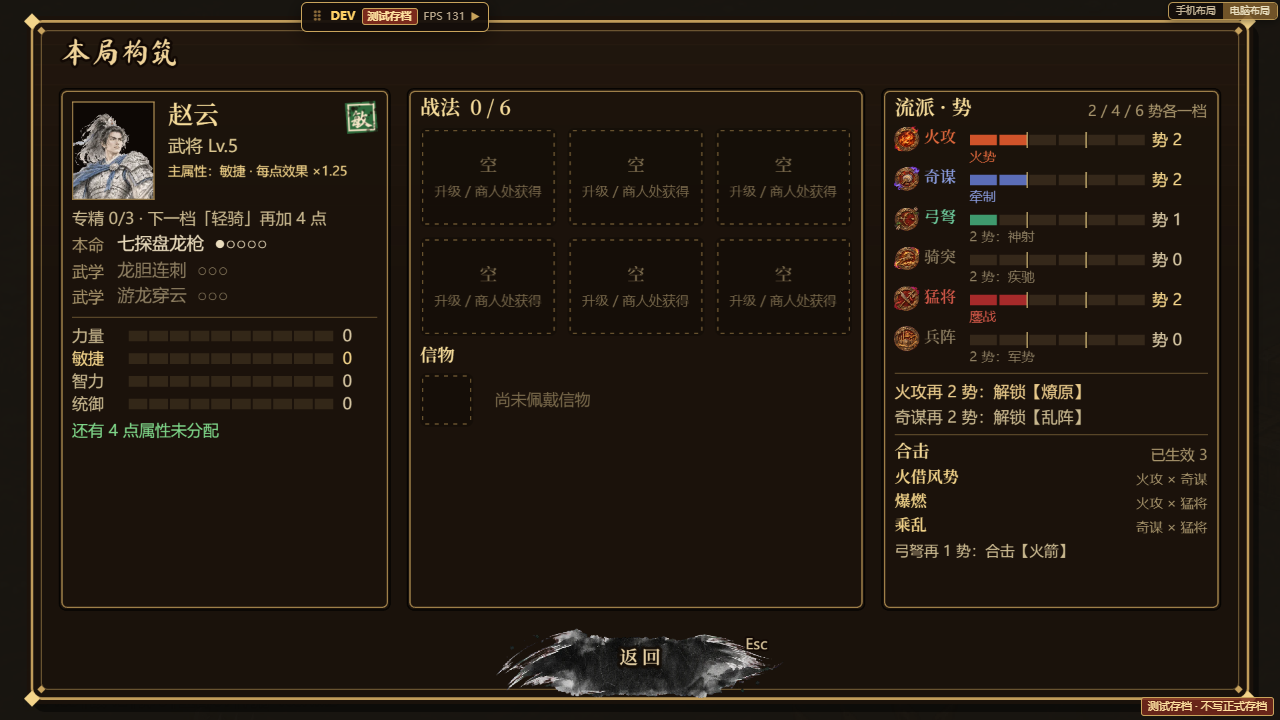 DEV 测试存档 FPS 131
手机布局 电脑布局
本局构筑
赵云
敏
武将 Lv.5
主属性：敏捷 · 每点效果 ×1.25
专精 0/3 · 下一档「轻骑」再加 4 点
本命 七探盘龙枪 ●○○○○
武学 龙胆连刺 ○○○
武学 游龙穿云 ○○○
力量 0
敏捷 0
智力 0
统御 0
还有 4 点属性未分配
战法 0 / 6
空 空 空
升级 / 商人处获得 升级 / 商人处获得 升级 / 商人处获得
空 空 空
升级 / 商人处获得 升级 / 商人处获得 升级 / 商人处获得
信物
尚未佩戴信物
流派 · 势 2 / 4 / 6 势各一档
火攻 势 2
火势
奇谋 势 2
牵制
弓弩 势 1
2 势：神射
骑突 势 0
2 势：疾驰
猛将 势 2
鏖战
兵阵 势 0
2 势：军势
火攻再 2 势：解锁【燎原】
奇谋再 2 势：解锁【乱阵】
合击 已生效 3
火借风势 火攻 × 奇谋
爆燃 火攻 × 猛将
乘乱 奇谋 × 猛将
弓弩再 1 势：合击【火箭】
返回 Esc
测试存档 · 不写正式存档